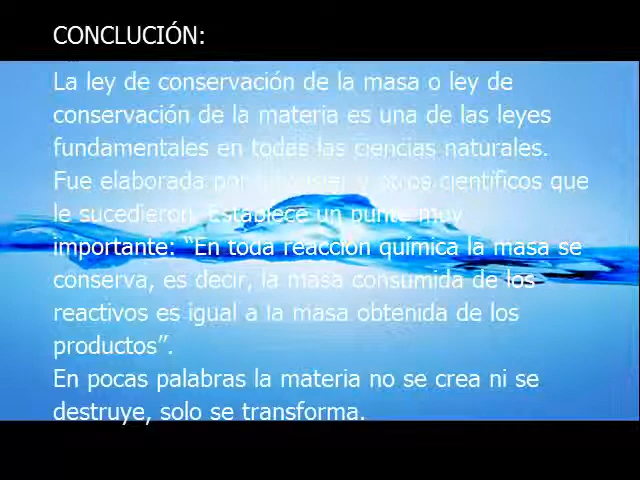 CONCLUCIÓN:
La ley de conservación de la masa o ley de
conservación de la materia es una de las leyes
fundamentales en todas las ciencias naturales.
Fue elaborada por Lavoisier y otros científicos que
le sucedieron. Establece un punto muy
importante: “En toda reacción química la masa se
conserva, es decir, la masa consumida de los
reactivos es igual a la masa obtenida de los
productos”.
En pocas palabras la materia no se crea ni se
destruye, solo se transforma.